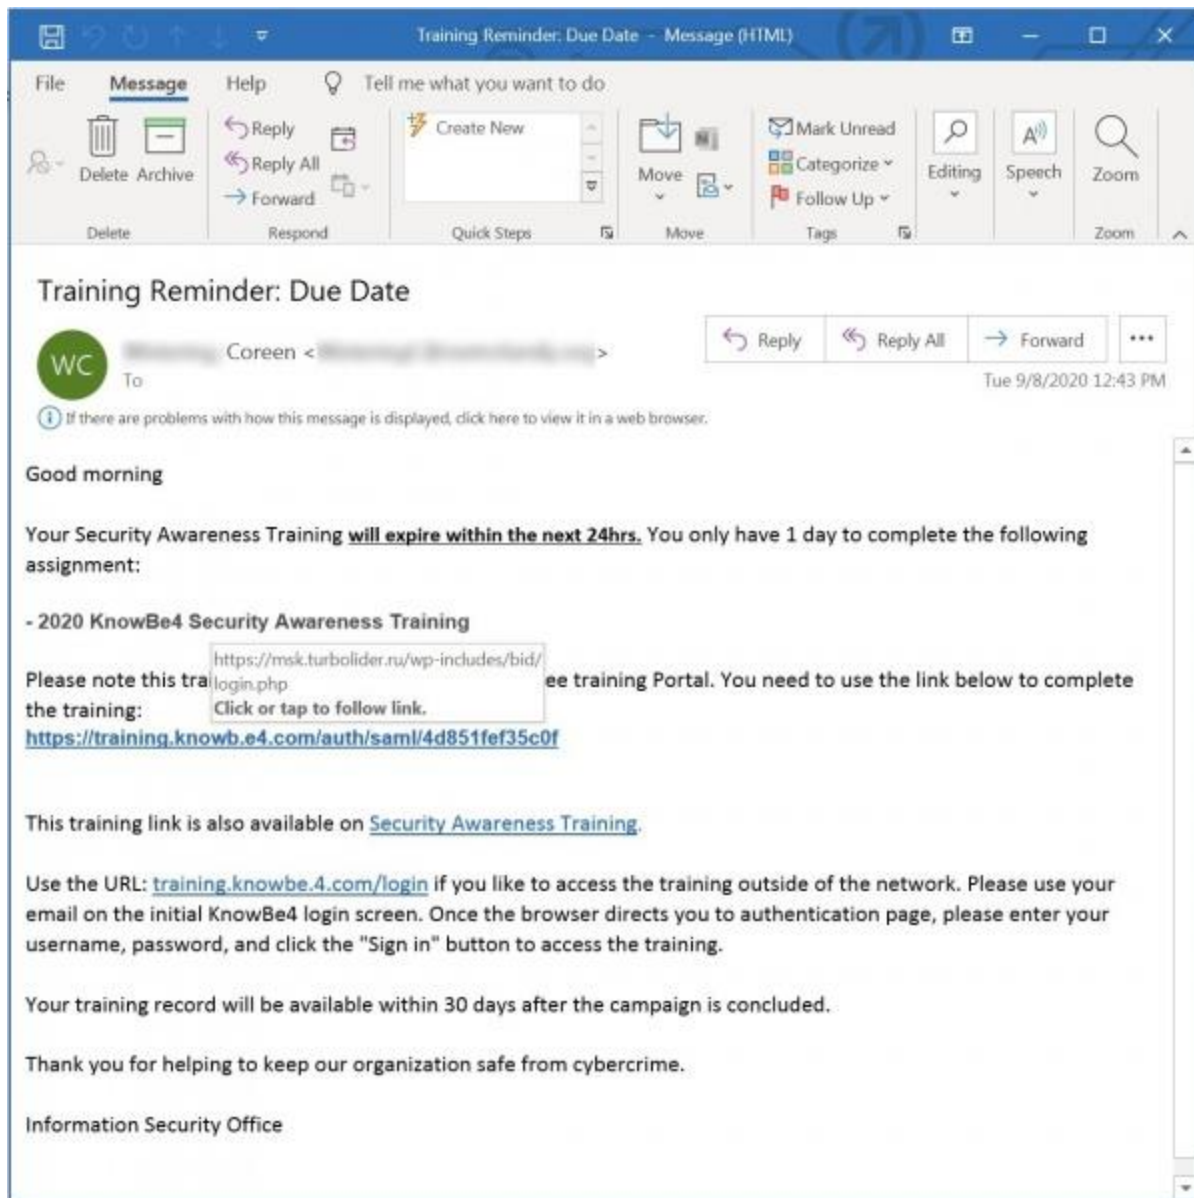 Training Reminder: Due Date - Message (HTML)
File Message Help Tell me what you want to do
Delete Archive
Reply
Reply All
Forward
Create New
Move
Mark Unread
Categorize
Follow Up
Editing
Speech
Zoom
Delete Respond Quick Steps Move Tags Zoom
Training Reminder: Due Date
WC
Coreen < >
To
Reply Reply All Forward
Tue 9/8/2020 12:43 PM
If there are problems with how this message is displayed, click here to view it in a web browser.
Good morning
Your Security Awareness Training will expire within the next 24hrs. You only have 1 day to complete the following
assignment:
- 2020 KnowBe4 Security Awareness Training
https://msk.turbolider.ru/wp-includes/bid/
login.php
Click or tap to follow link.
Please note this tra ee training Portal. You need to use the link below to complete
the training:
https://training.knowb.e4.com/auth/saml/4d851fef35c0f
This training link is also available on Security Awareness Training.
Use the URL: training.knowbe.4.com/login if you like to access the training outside of the network. Please use your
email on the initial KnowBe4 login screen. Once the browser directs you to authentication page, please enter your
username, password, and click the "Sign in" button to access the training.
Your training record will be available within 30 days after the campaign is concluded.
Thank you for helping to keep our organization safe from cybercrime.
Information Security Office